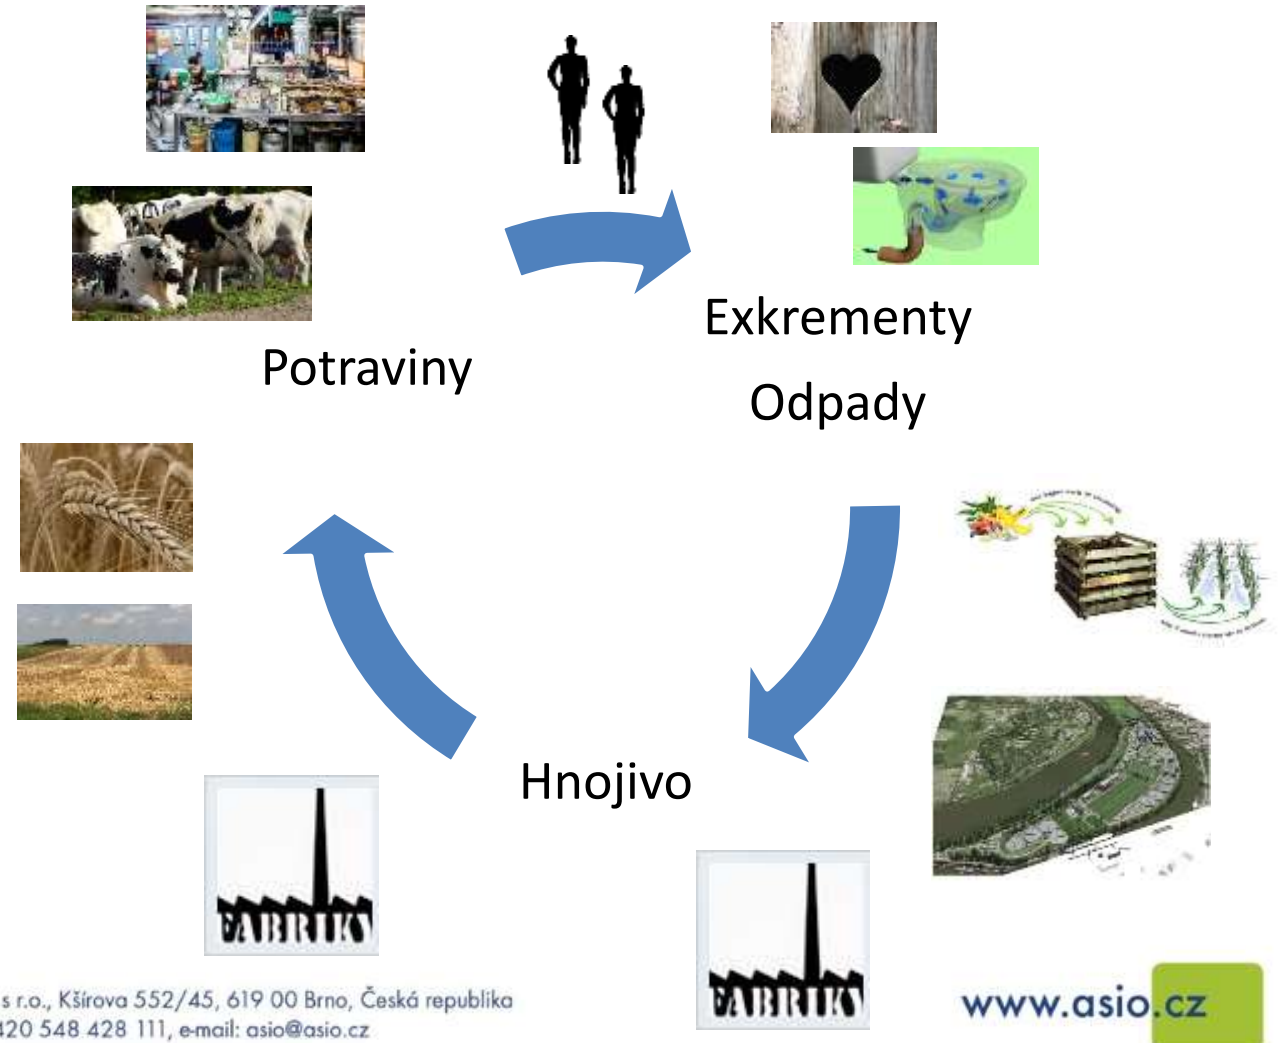 Exkrementy
Potraviny
Odpady
Hnojivo
FABRIKY
FABRIKY
s r.o., Kšírova 552/45, 619 00 Brno, Česká republika
420 548 428 111, e-mail: asio@asio.cz
www.asio.cz